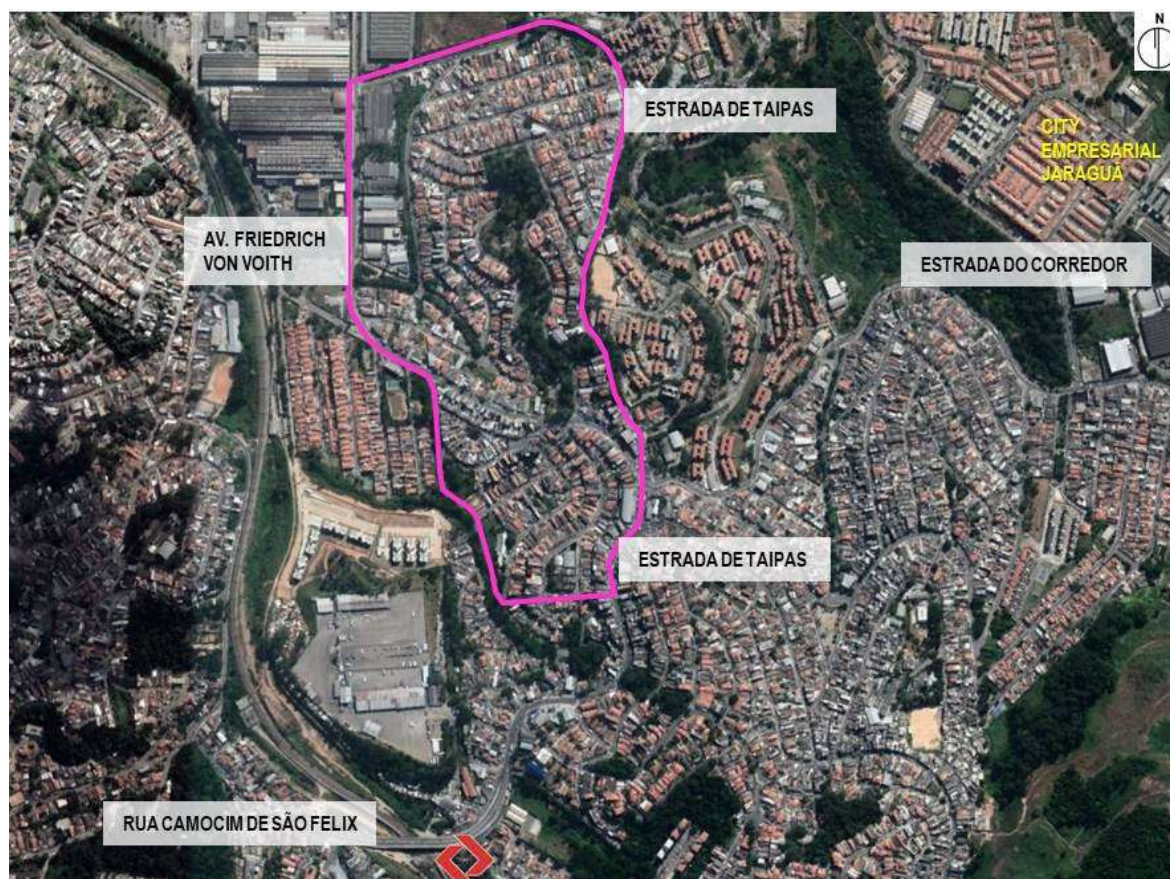 N
ESTRADA DE TAIPAS
CITY
EMPRESARIAL
JARAGUÁ
AV. FRIEDRICH
VON VOITH
ESTRADA DO CORREDOR
ESTRADA DE TAIPAS
RUA CAMOCIM DE SÃO FELIX